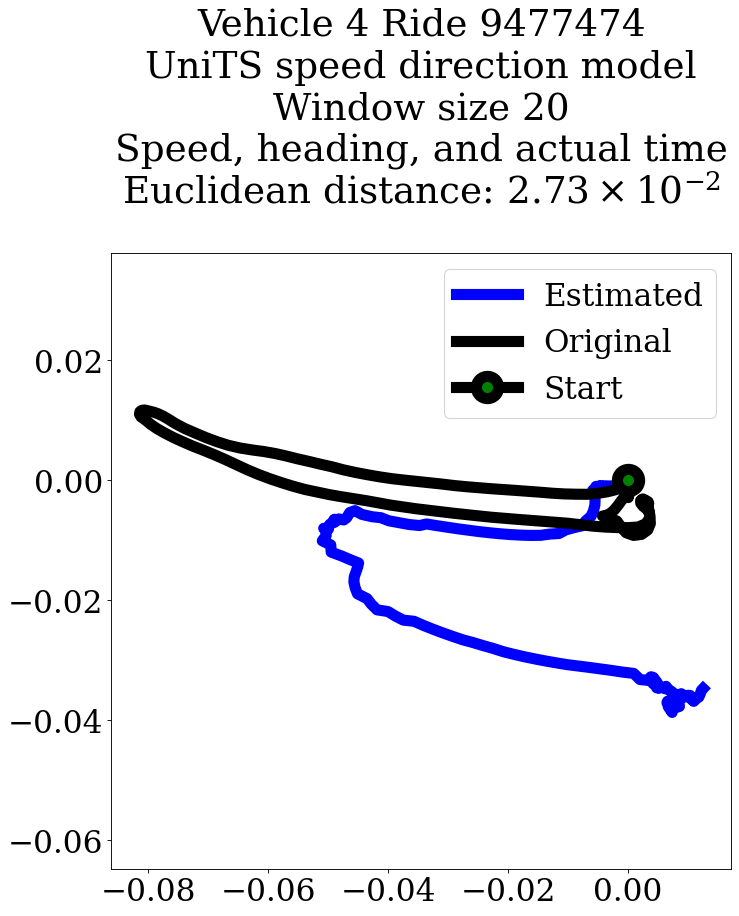 Vehicle 4 Ride 9477474
UniTS speed direction model
Window size 20
Speed, heading, and actual time
Euclidean distance: 2.73 × 10⁻²
Estimated
Original
Start
0.02
0.00
−0.02
−0.04
−0.06
−0.08 −0.06 −0.04 −0.02 0.00